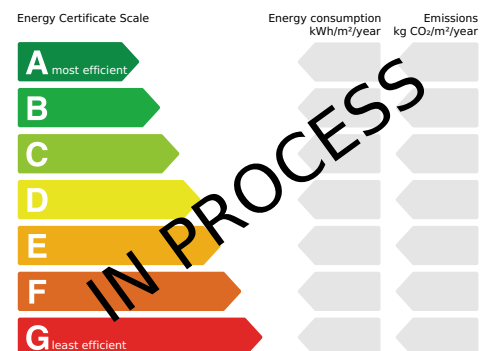 Energy Certificate Scale
Energy consumption
kWh/m²/year
Emissions
kg CO₂/m²/year
A most efficient
B
C
D
E
F
G least efficient
IN PROCESS